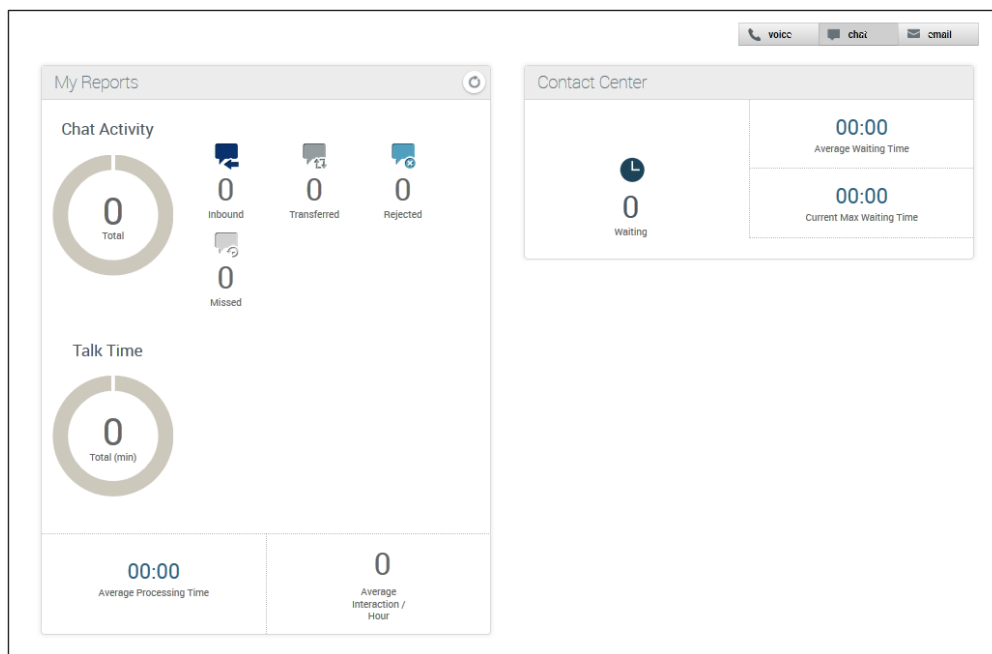 voice chat email
My Reports
Contact Center
Chat Activity
0
Total
0
Inbound
0
Transferred
0
Rejected
0
Missed
Talk Time
0
Total (min)
00:00
Average Processing Time
0
Average
Interaction /
Hour
0
Waiting
00:00
Average Waiting Time
00:00
Current Max Waiting Time